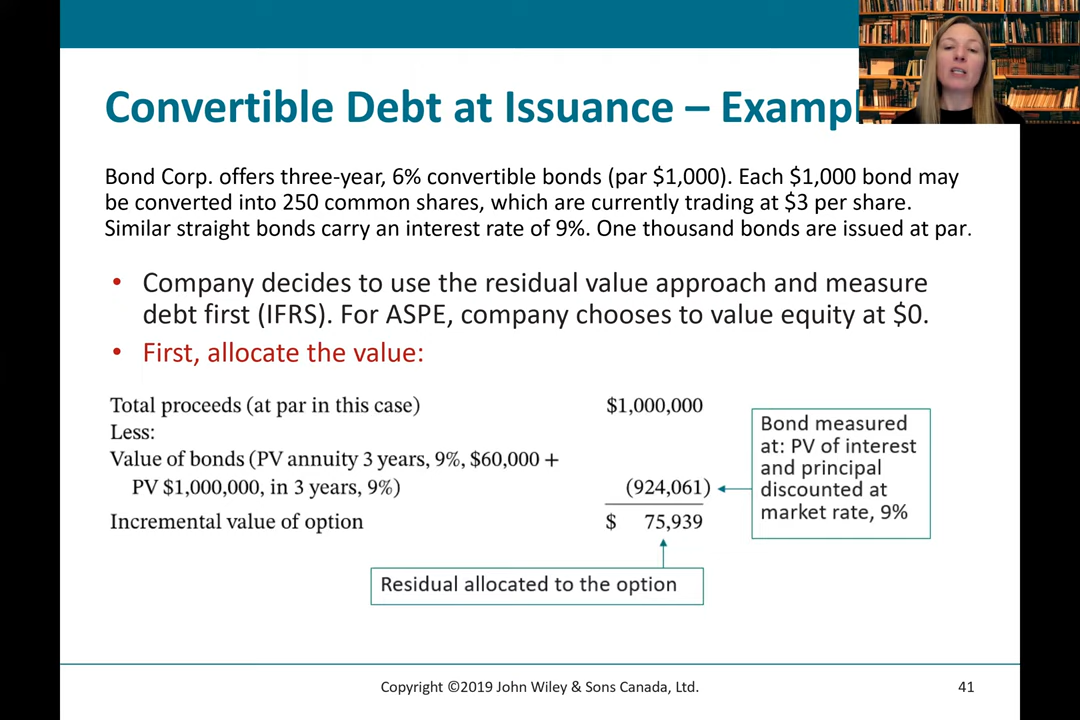 Convertible Debt at Issuance – Exampl
Bond Corp. offers three-year, 6% convertible bonds (par $1,000). Each $1,000 bond may
be converted into 250 common shares, which are currently trading at $3 per share.
Similar straight bonds carry an interest rate of 9%. One thousand bonds are issued at par.
• Company decides to use the residual value approach and measure
debt first (IFRS). For ASPE, company chooses to value equity at $0.
• First, allocate the value:
Total proceeds (at par in this case) $1,000,000
Less:
Value of bonds (PV annuity 3 years, 9%, $60,000 +
PV $1,000,000, in 3 years, 9%) (924,061)
Incremental value of option $ 75,939
Bond measured
at: PV of interest
and principal
discounted at
market rate, 9%
Residual allocated to the option
Copyright ©2019 John Wiley & Sons Canada, Ltd. 41